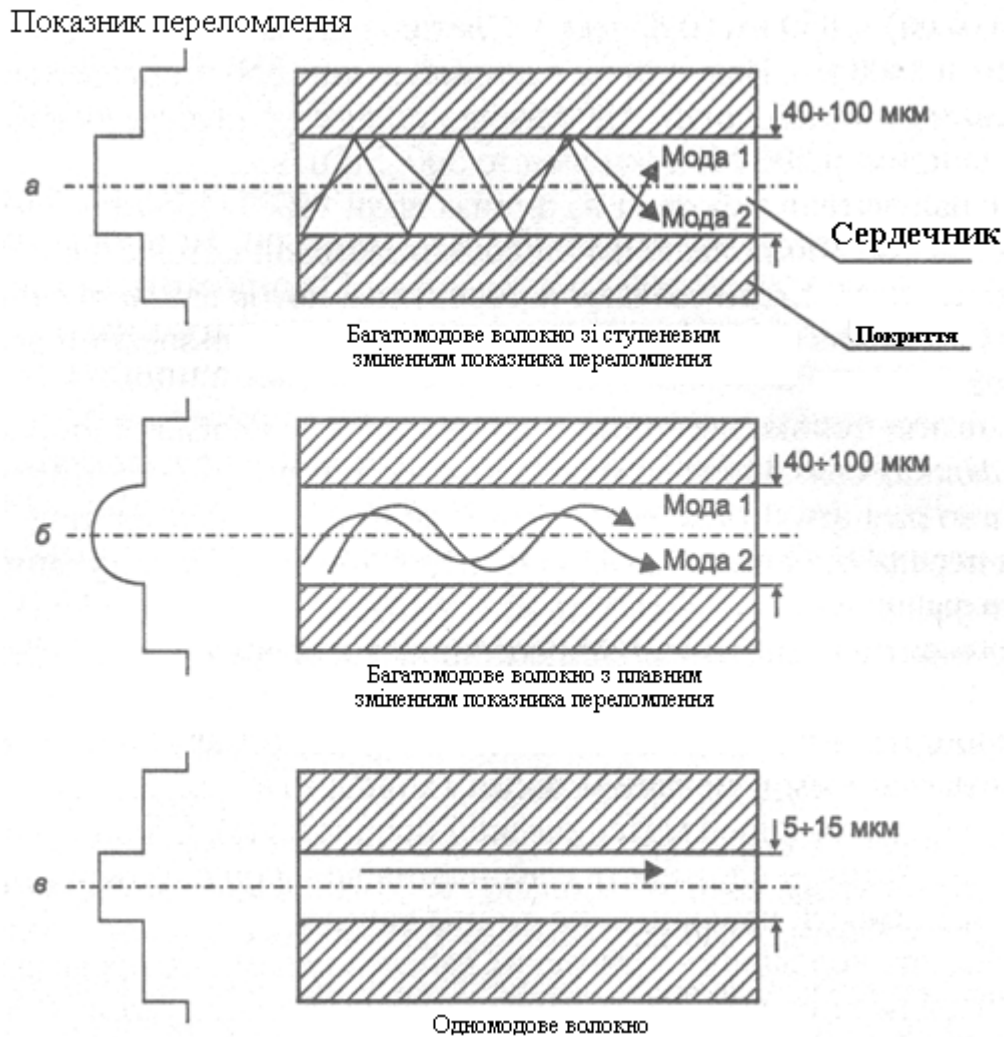 Показник переломлення
40÷100 мкм
Мода 1
а
Мода 2
Сердечник
Покриття
Багатомодове волокно зі ступеневим
зміненням показника переломлення
40÷100 мкм
Мода 1
б
Мода 2
Багатомодове волокно з плавним
зміненням показника переломлення
5÷15 мкм
в
Одномодове волокно